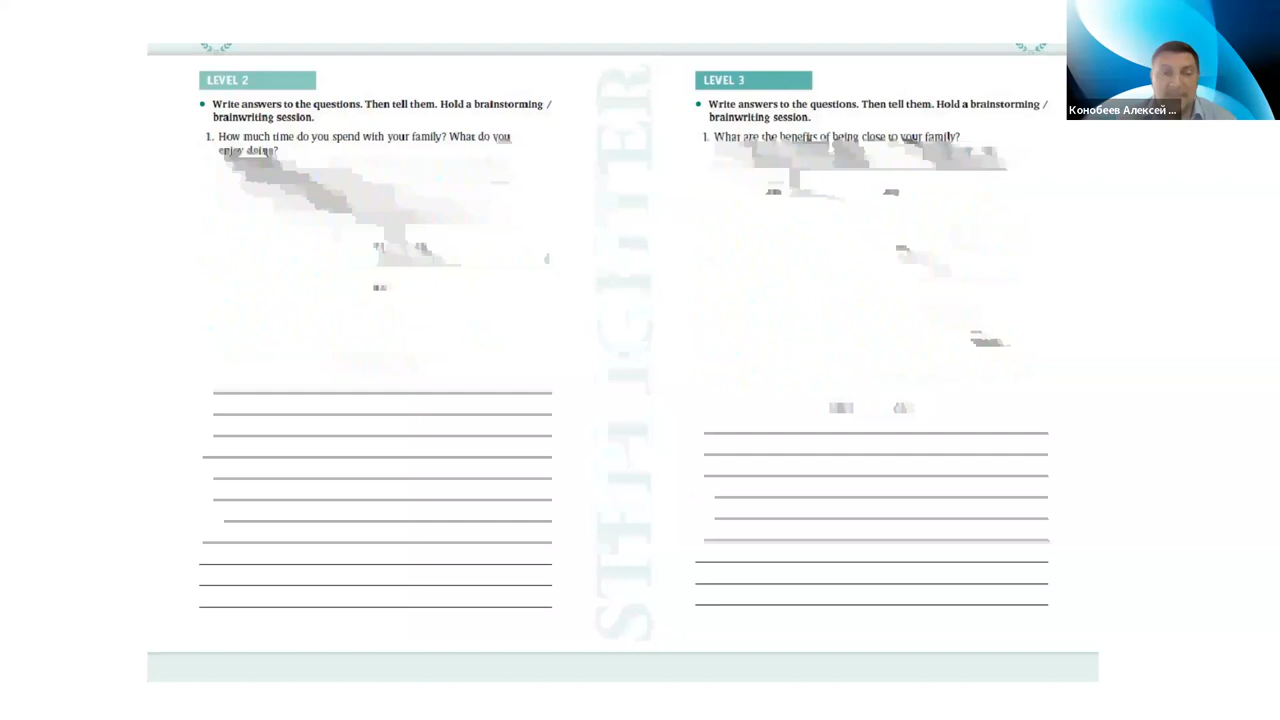 LEVEL 2
Write answers to the questions. Then tell them. Hold a brainstorming /
brainwriting session.
1. How much time do you spend with your family? What do you
enjoy doing?
LEVEL 3
Write answers to the questions. Then tell them. Hold a brainstorming /
brainwriting session.
1. What are the benefits of being close to your family?
Конобеев Алексей ...